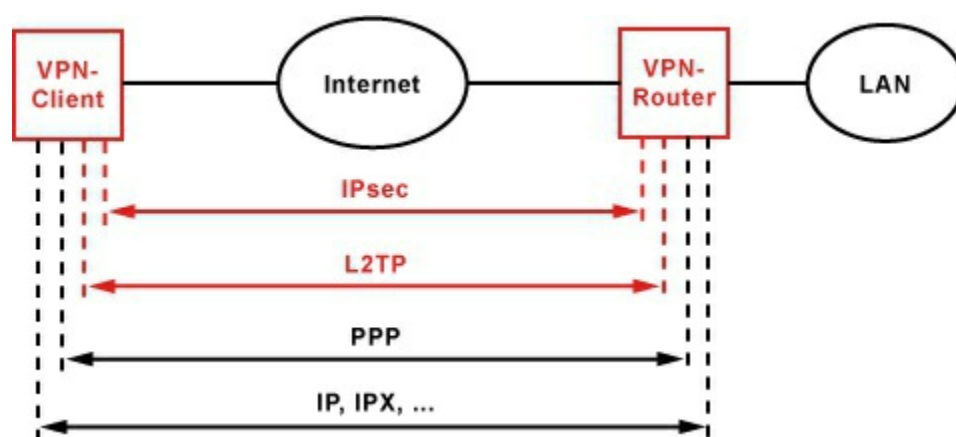 VPN-
Client
Internet
VPN-
Router
LAN
IPsec
L2TP
PPP
IP, IPX, ...